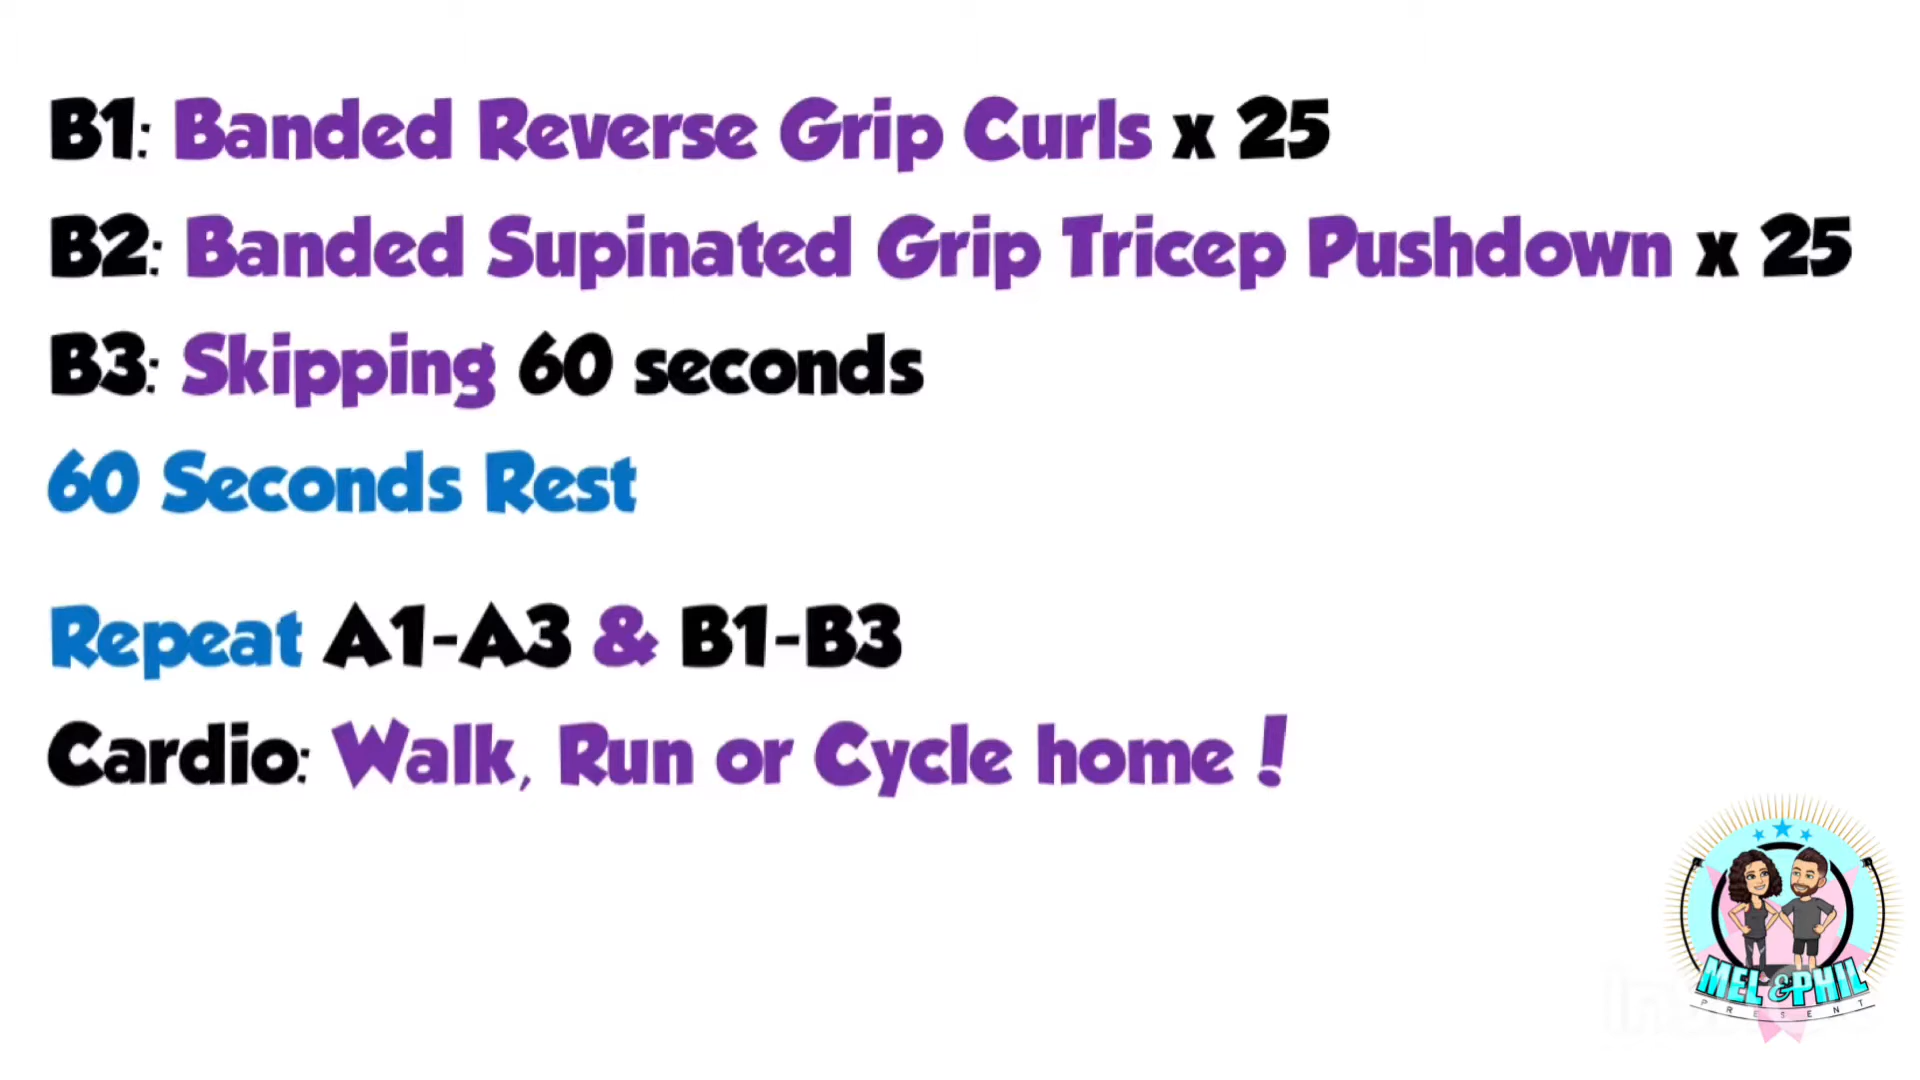 B1: Banded Reverse Grip Curls x 25
B2: Banded Supinated Grip Tricep Pushdown x 25
B3: Skipping 60 seconds
60 Seconds Rest
Repeat A1-A3 & B1-B3
Cardio: Walk, Run or Cycle home!
MEL & PHIL
PRESENT